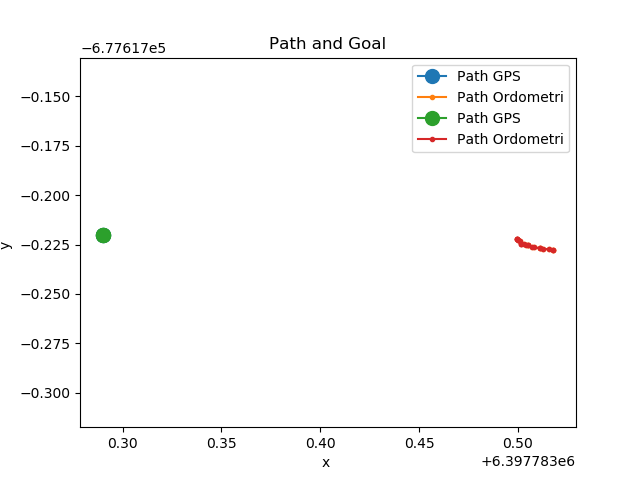 Path and Goal
−6.77617e5
Path GPS
Path Ordometri
Path GPS
Path Ordometri
−0.150
−0.175
−0.200
−0.225
−0.250
−0.275
−0.300
y
0.30 0.35 0.40 0.45 0.50
x
+6.397783e6